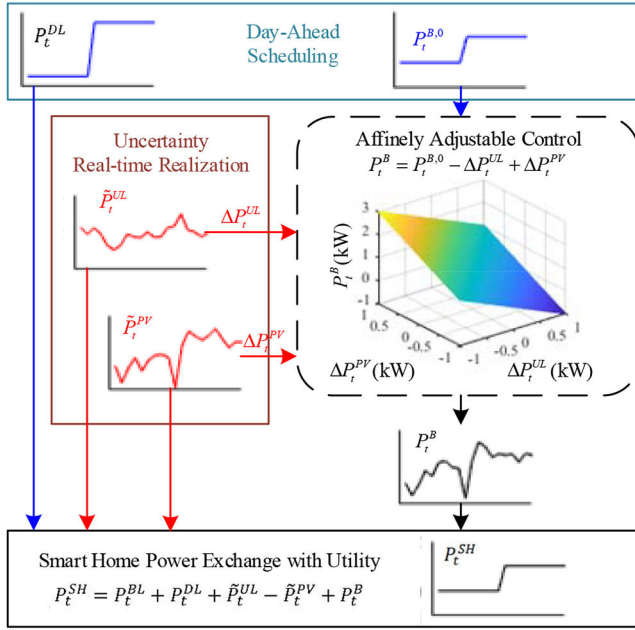 P_t^{DL}
Day-Ahead
Scheduling
P_t^{B,0}
Uncertainty
Real-time Realization
P̃_t^{UL}
ΔP_t^{UL}
P̃_t^{PV}
ΔP_t^{PV}
Affinely Adjustable Control
P_t^B = P_t^{B,0} − ΔP_t^{UL} + ΔP_t^{PV}
P_t^B(kW)
3
2
1
0
-1
1
0.5
0
-0.5
-1
-1
-0.5
0
0.5
1
ΔP_t^{PV}(kW)
ΔP_t^{UL}(kW)
P_t^B
Smart Home Power Exchange with Utility
P_t^{SH} = P_t^{BL} + P_t^{DL} + P̃_t^{UL} − P̃_t^{PV} + P_t^B
P_t^{SH}